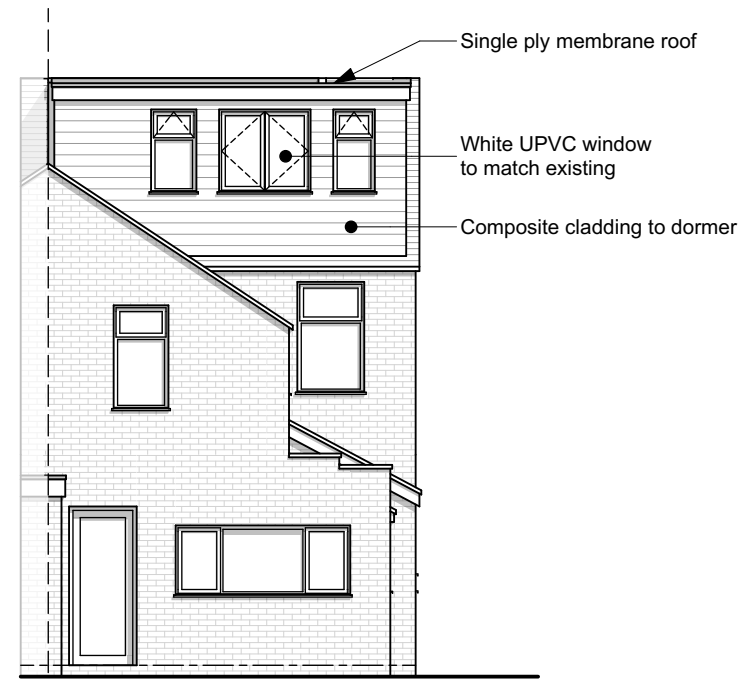 Single ply membrane roof
White UPVC window
to match existing
Composite cladding to dormer